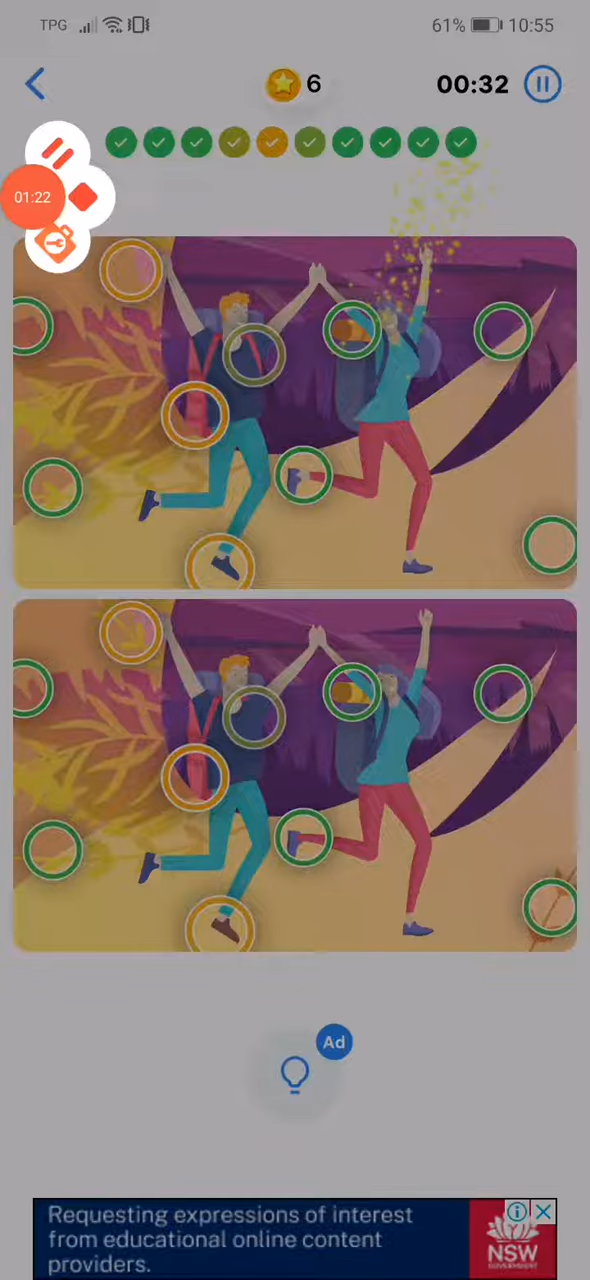 TPG
61%
10:55
6
00:32
01:22
Ad
Requesting expressions of interest
from educational online content
providers.
NSW
GOVERNMENT